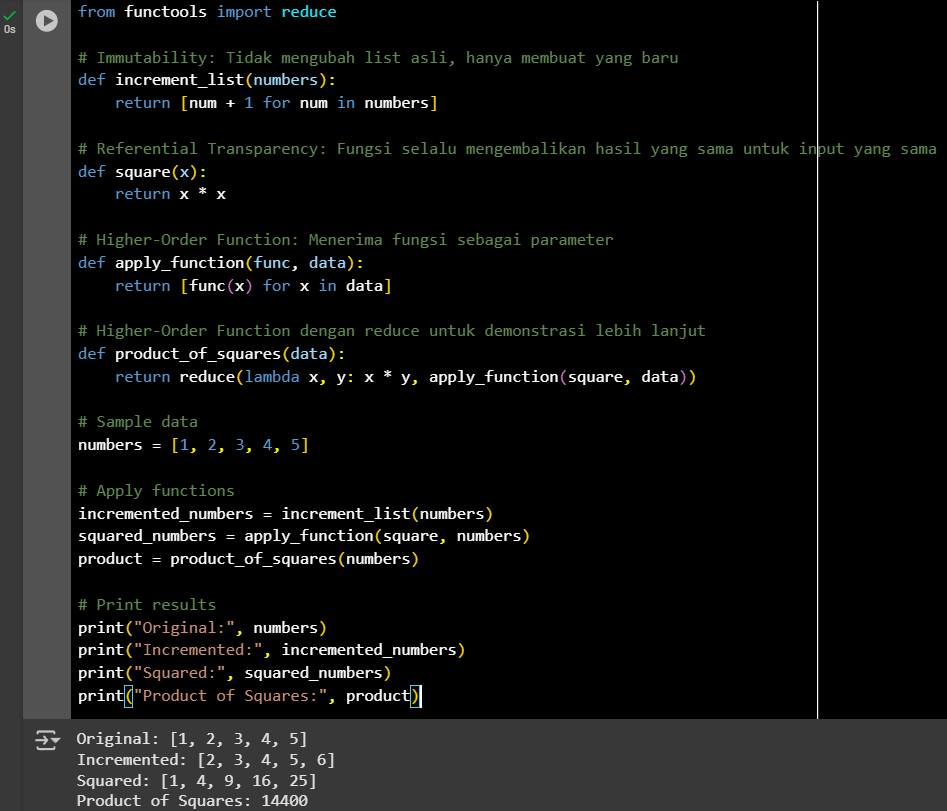 0s
from functools import reduce
# Immutability: Tidak mengubah list asli, hanya membuat yang baru
def increment_list(numbers):
    return [num + 1 for num in numbers]
# Referential Transparency: Fungsi selalu mengembalikan hasil yang sama untuk input yang sama
def square(x):
    return x * x
# Higher-Order Function: Menerima fungsi sebagai parameter
def apply_function(func, data):
    return [func(x) for x in data]
# Higher-Order Function dengan reduce untuk demonstrasi lebih lanjut
def product_of_squares(data):
    return reduce(lambda x, y: x * y, apply_function(square, data))
# Sample data
numbers = [1, 2, 3, 4, 5]
# Apply functions
incremented_numbers = increment_list(numbers)
squared_numbers = apply_function(square, numbers)
product = product_of_squares(numbers)
# Print results
print("Original:", numbers)
print("Incremented:", incremented_numbers)
print("Squared:", squared_numbers)
print("Product of Squares:", product)
Original: [1, 2, 3, 4, 5]
Incremented: [2, 3, 4, 5, 6]
Squared: [1, 4, 9, 16, 25]
Product of Squares: 14400